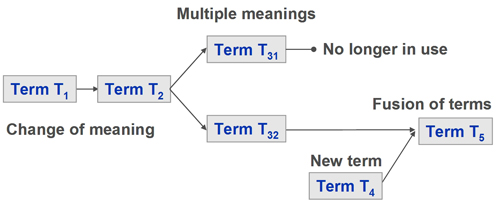 Multiple meanings
Term T31
No longer in use
Term T1
Term T2
Change of meaning
Term T32
Fusion of terms
Term T5
New term
Term T4